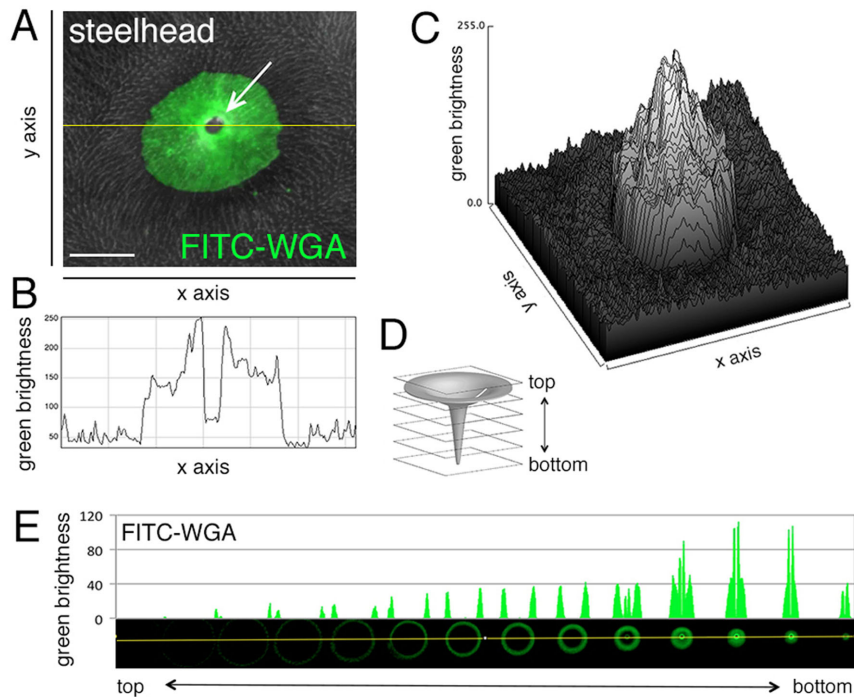 A
steelhead
y axis
FITC-WGA
x axis
B
green brightness
250
200
150
100
50
x axis
C
255.0
green brightness
0.0
y axis
x axis
D
top
bottom
E
green brightness
120
80
40
0
FITC-WGA
top
bottom